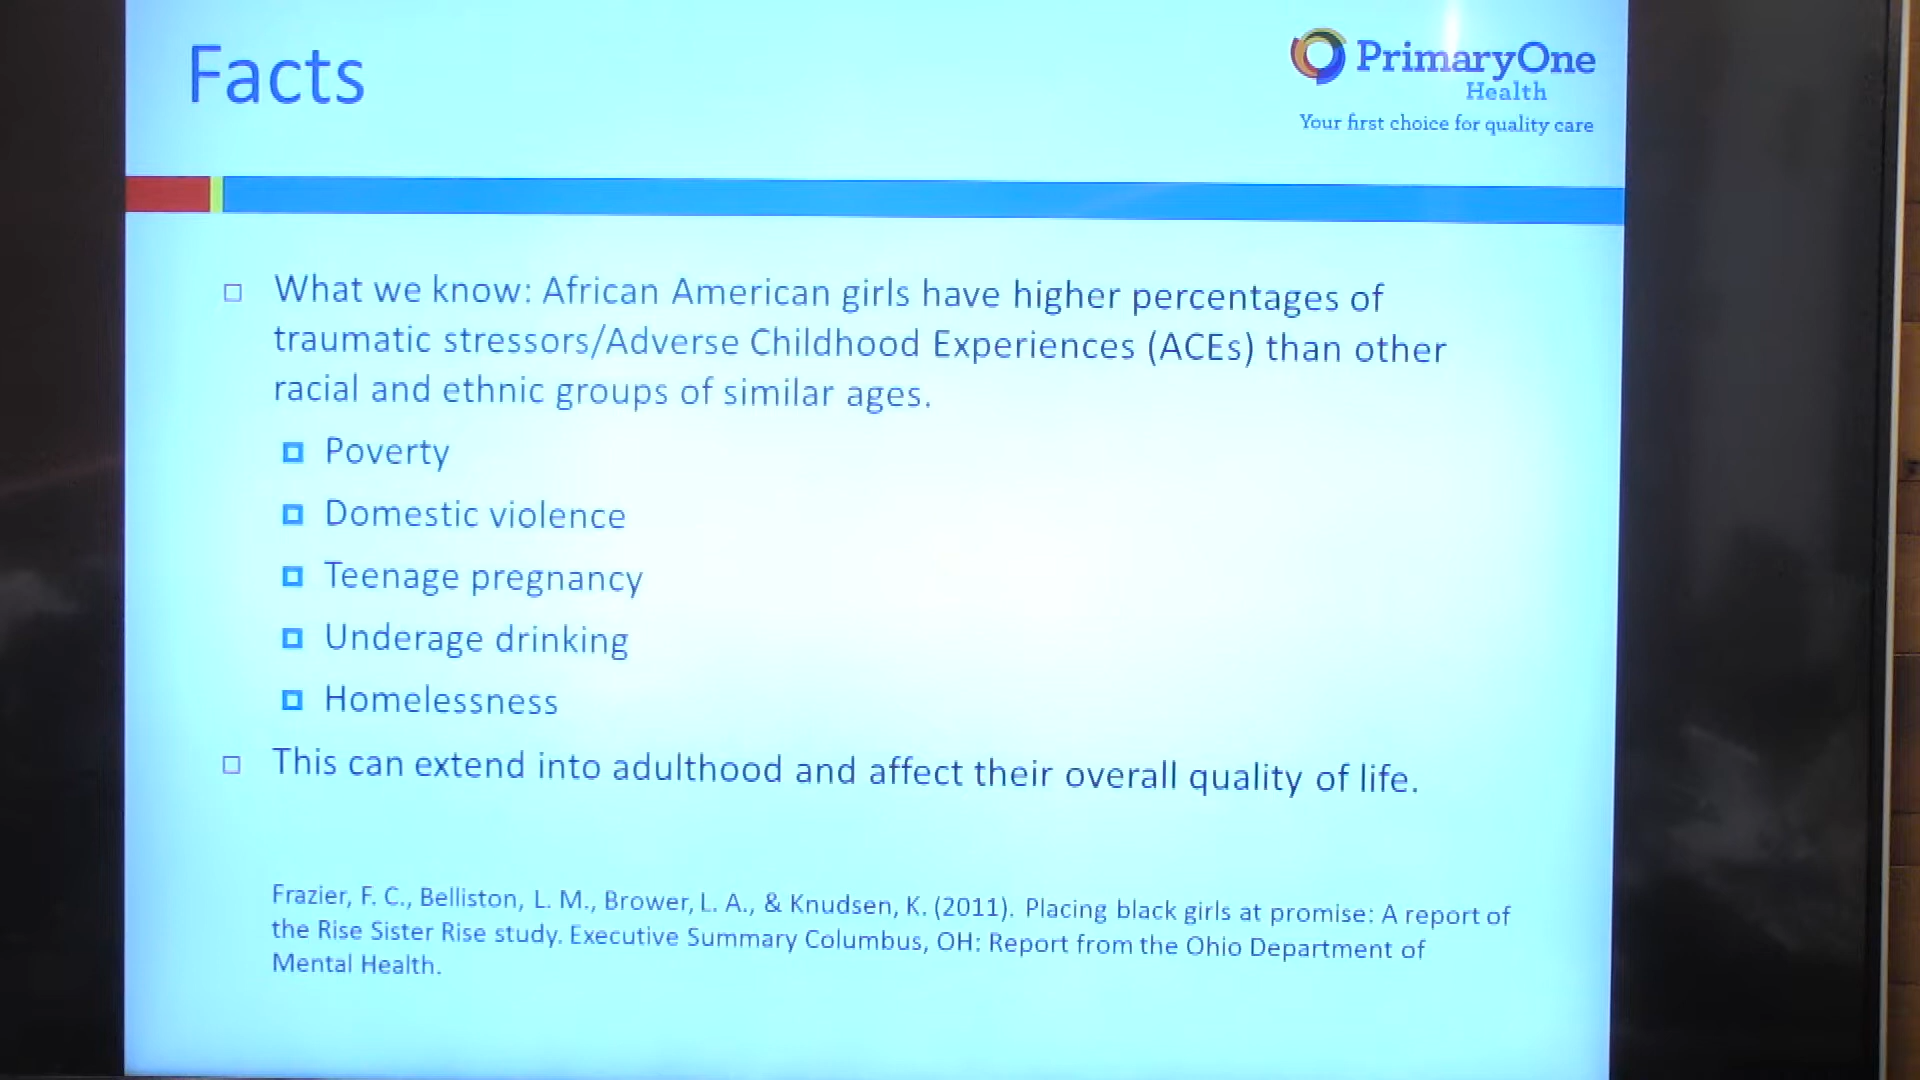 Facts
PrimaryOne
Health
Your first choice for quality care
What we know: African American girls have higher percentages of
traumatic stressors/Adverse Childhood Experiences (ACEs) than other
racial and ethnic groups of similar ages.
Poverty
Domestic violence
Teenage pregnancy
Underage drinking
Homelessness
This can extend into adulthood and affect their overall quality of life.
Frazier, F. C., Belliston, L. M., Brower, L. A., & Knudsen, K. (2011). Placing black girls at promise: A report of
the Rise Sister Rise study. Executive Summary Columbus, OH: Report from the Ohio Department of
Mental Health.